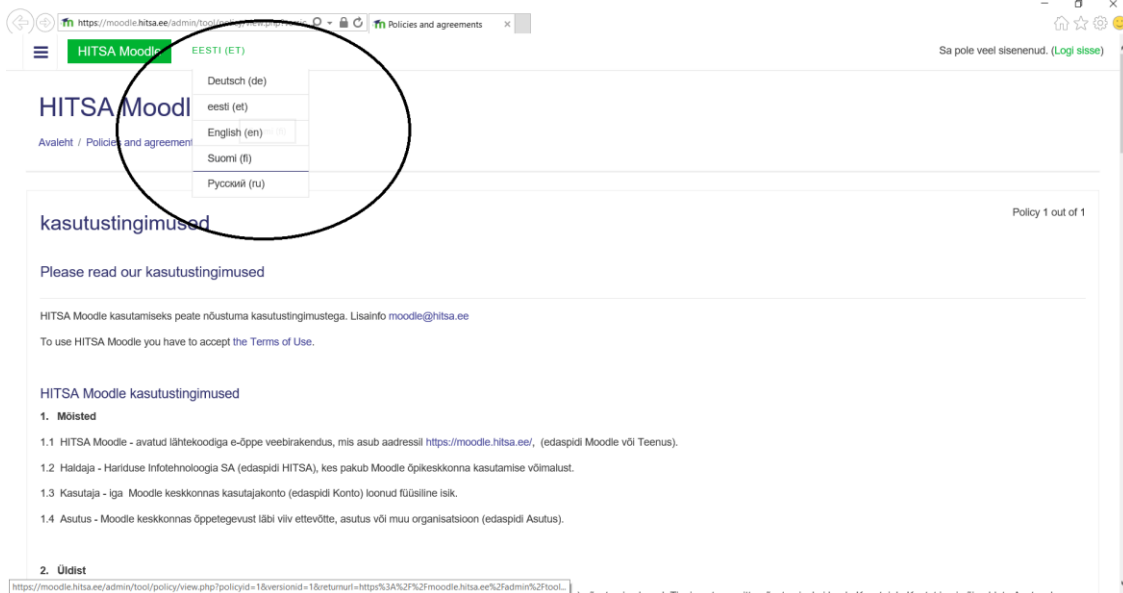 https://moodle.hitsa.ee/admin/tool/policy/view.php?
Policies and agreements
HITSA Moodle
EESTI (ET)
Sa pole veel sisenenud. (Logi sisse)
Deutsch (de)
eesti (et)
English (en)
Suomi (fi)
Русский (ru)
HITSA Moodl
Avaleht / Policies and agreement
kasutustingimused
Policy 1 out of 1
Please read our kasutustingimused
HITSA Moodle kasutamiseks peate nõustuma kasutustingimustega. Lisainfo moodle@hitsa.ee
To use HITSA Moodle you have to accept the Terms of Use.
HITSA Moodle kasutustingimused
1. Mõisted
1.1 HITSA Moodle - avatud lähtekoodiga e-õppe veebirakendus, mis asub aadressil https://moodle.hitsa.ee/, (edaspidi Moodle või Teenus).
1.2 Haldaja - Hariduse Infotehnoloogia SA (edaspidi HITSA), kes pakub Moodle õpikeskkonna kasutamise võimalust.
1.3 Kasutaja - iga Moodle keskkonnas kasutajakonto (edaspidi Konto) loonud füüsiline isik.
1.4 Asutus - Moodle keskkonnas õppetegevust läbi viiv ettevõtte, asutus või muu organisatsioon (edaspidi Asutus).
2. Üldist
https://moodle.hitsa.ee/admin/tool/policy/view.php?policyid=1&versionid=1&returnurl=https%3A%2F%2Fmoodle.hitsa.ee%2Fadmin%2Ftool...